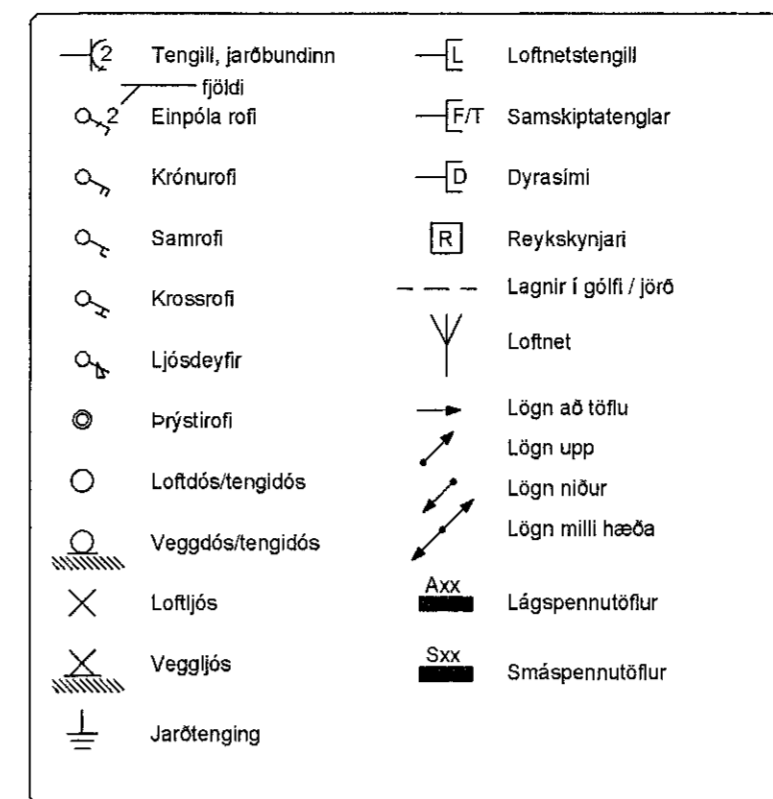 2 Tengill, jarðbundinn
fjöldi
2 Einpóla rofi
Krónurofi
Samrofi
Krossrofi
Ljósdeyfir
Þrýstirofi
Loftdós/tengidós
Veggdós/tengidós
Loftljós
Veggljós
Jarðtenging
L Loftnetstengill
F/T Samskiptatenglar
D Dyrasími
R Reykskynjari
Lagnir í gólfi / jörð
Loftnet
Lögn að töflu
Lögn upp
Lögn niður
Lögn milli hæða
Axx Lágspennutöflur
Sxx Smáspennutöflur